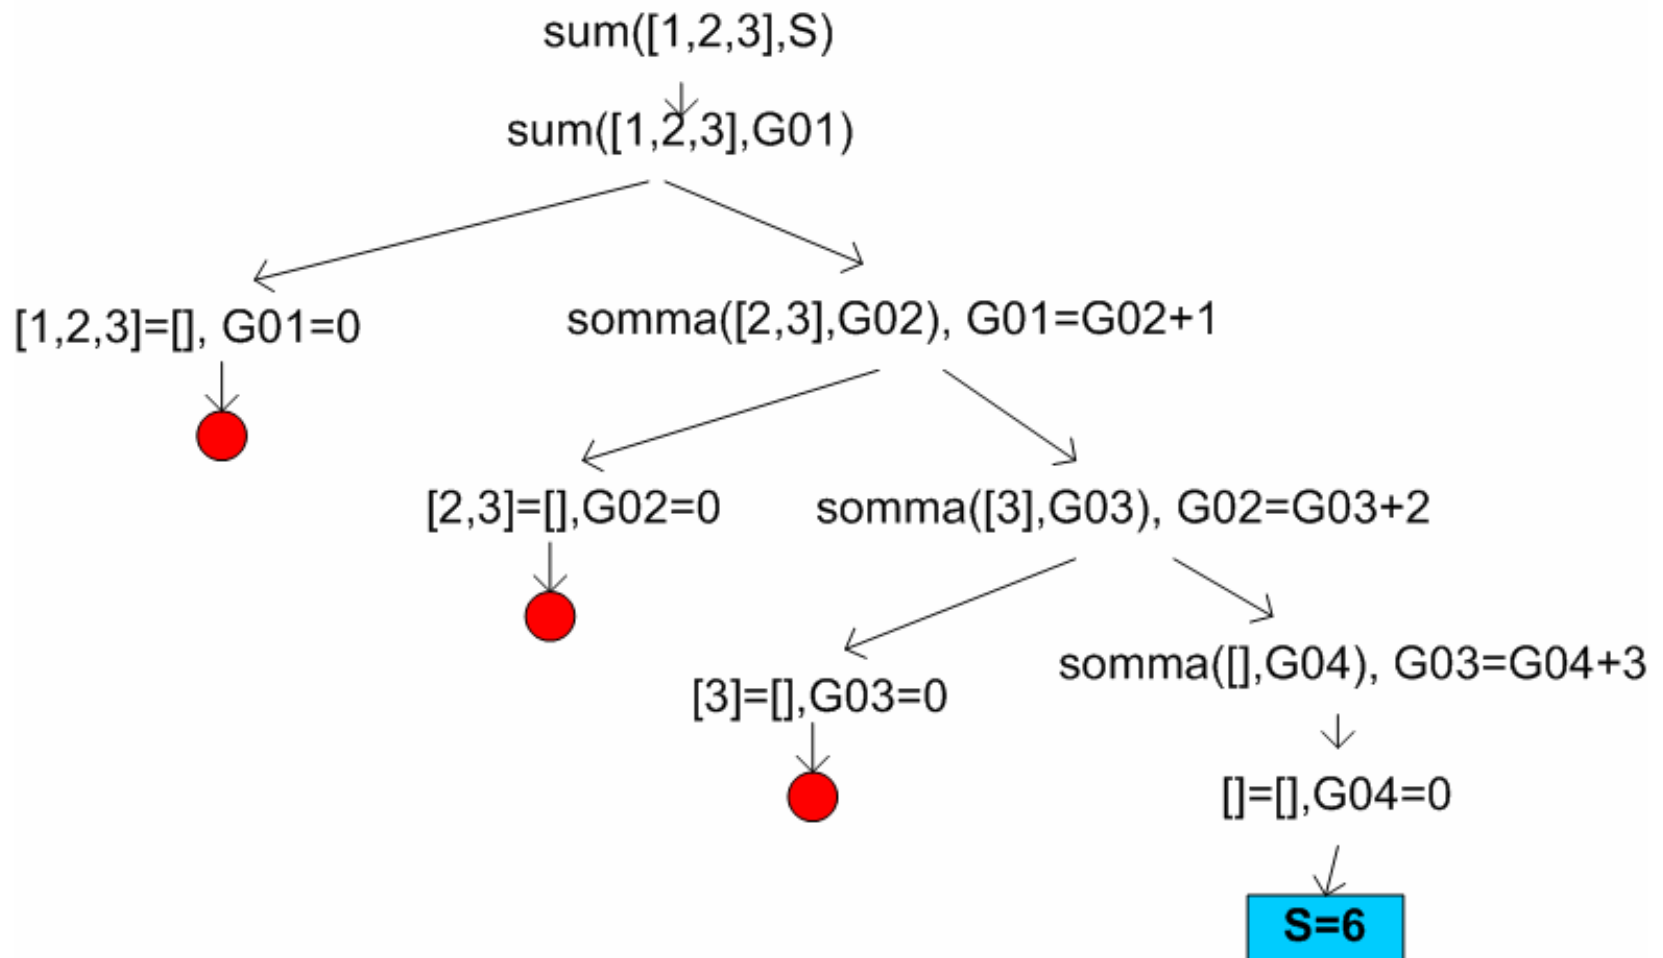 sum([1,2,3],S)
sum([1,2,3],G01)
[1,2,3]=[], G01=0
somma([2,3],G02), G01=G02+1
[2,3]=[],G02=0
somma([3],G03), G02=G03+2
[3]=[],G03=0
somma([],G04), G03=G04+3
[]=[],G04=0
S=6